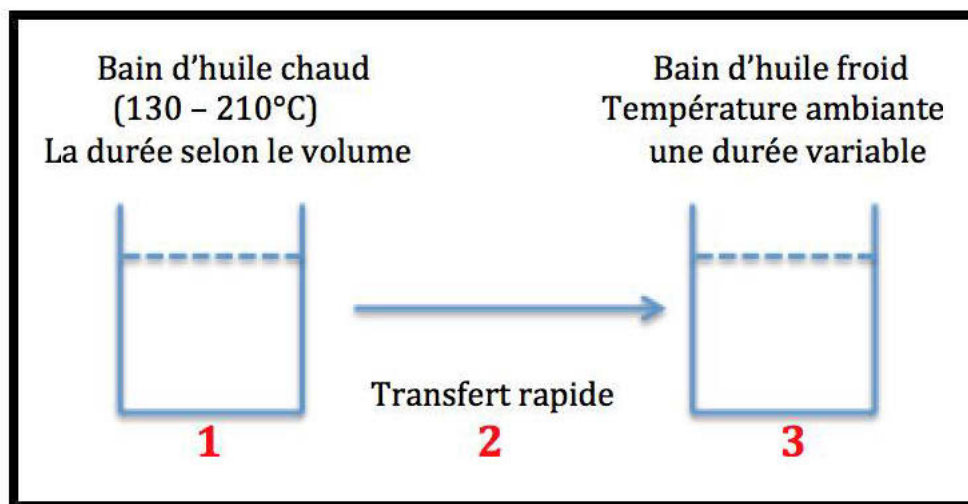 Bain d'huile chaud
(130 – 210°C)
La durée selon le volume
Bain d'huile froid
Température ambiante
une durée variable
Transfert rapide
1
2
3